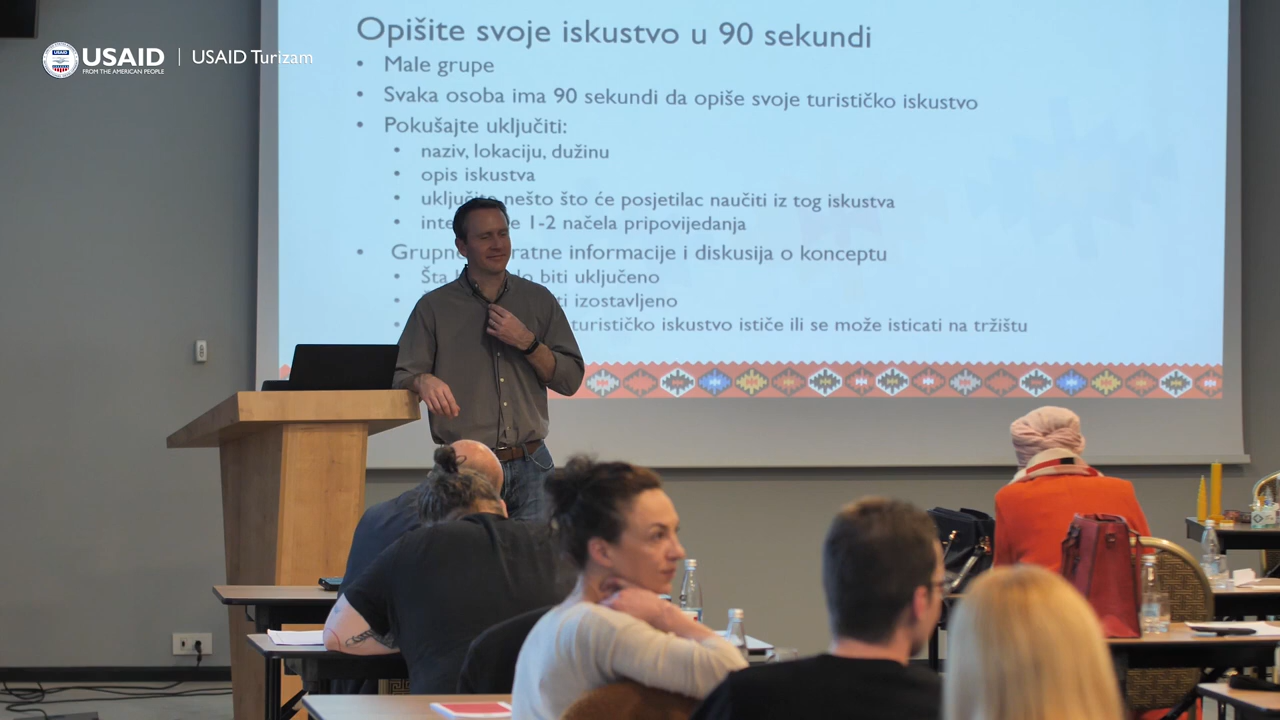 USAID
FROM THE AMERICAN PEOPLE
USAID Turizam
Opišite svoje iskustvo u 90 sekundi
• Male grupe
• Svaka osoba ima 90 sekundi da opiše svoje turističko iskustvo
• Pokušajte uključiti:
• naziv, lokaciju, dužinu
• opis iskustva
• uključite nešto što će posjetilac naučiti iz tog iskustva
• 1-2 načela pripovijedanja
• informacije i diskusija o konceptu
• Šta biti uključeno
• izostavljeno
• turističko iskustvo ističe ili se može isticati na tržištu